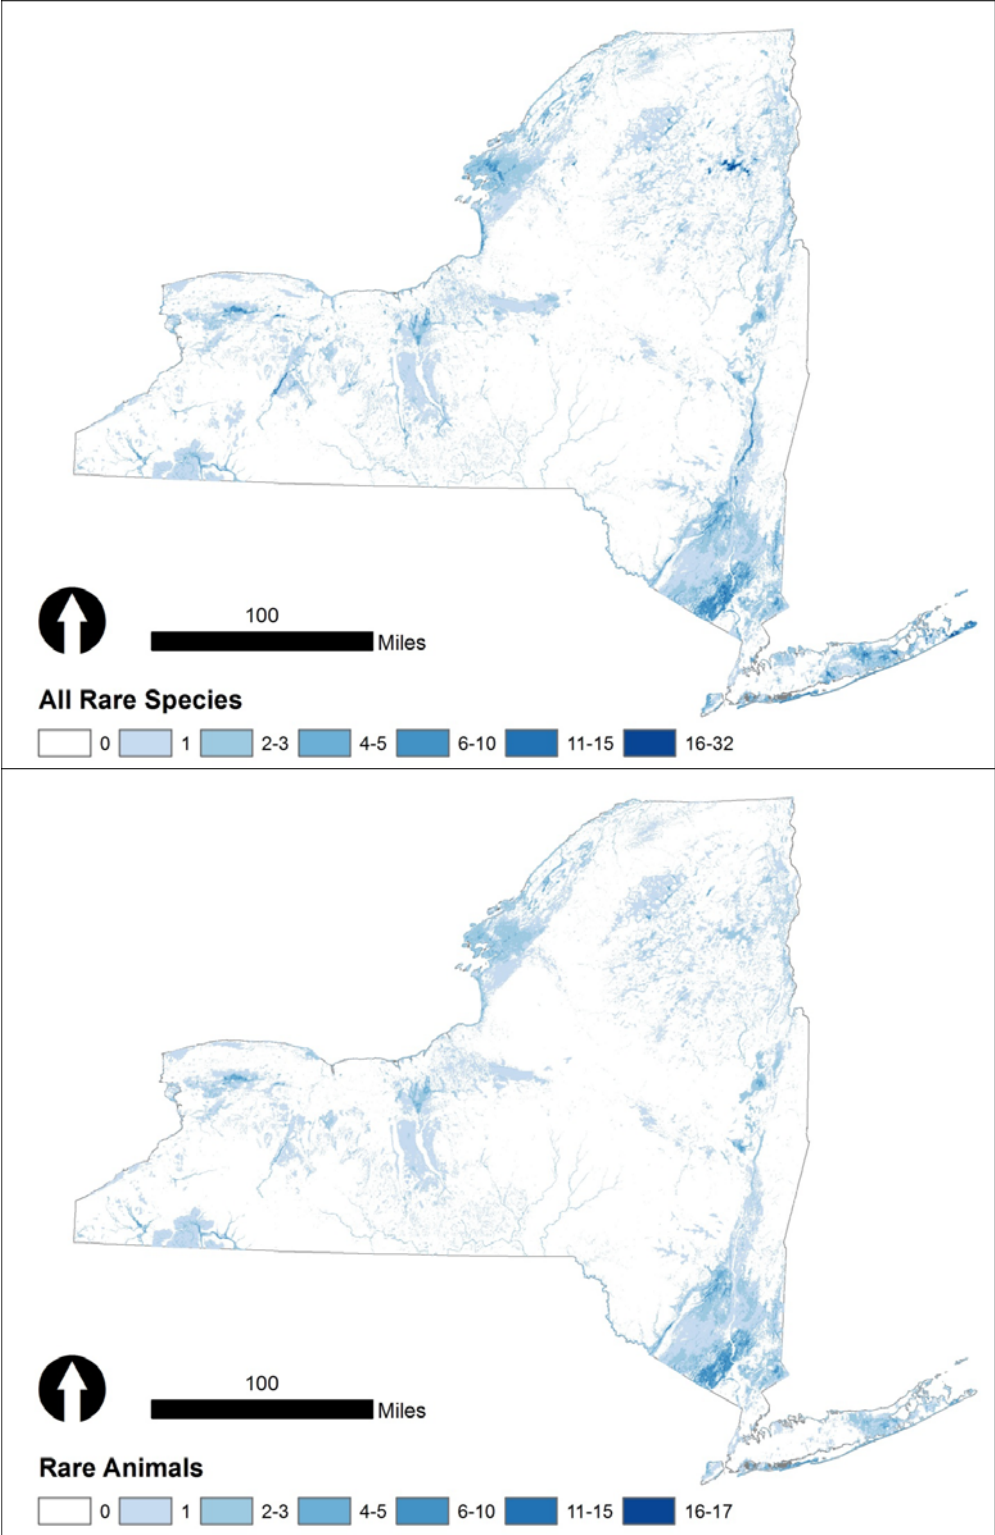 100
Miles
All Rare Species
0 1 2-3 4-5 6-10 11-15 16-32
100
Miles
Rare Animals
0 1 2-3 4-5 6-10 11-15 16-17